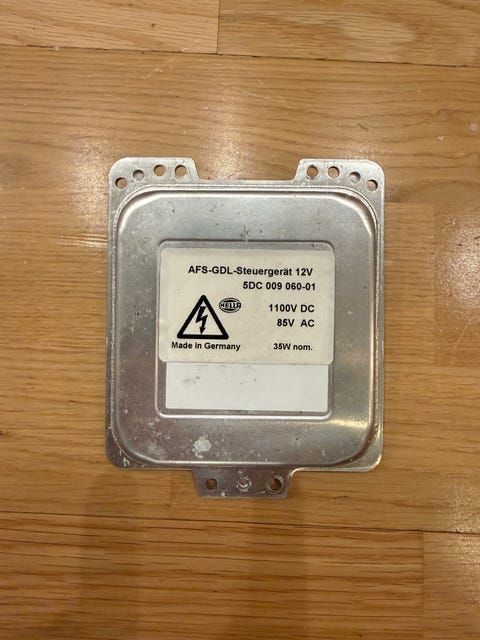 AFS-GDL-Steuergerät 12V
5DC 009 060-01
HELLA
1100V DC
85V AC
Made in Germany
35W nom.